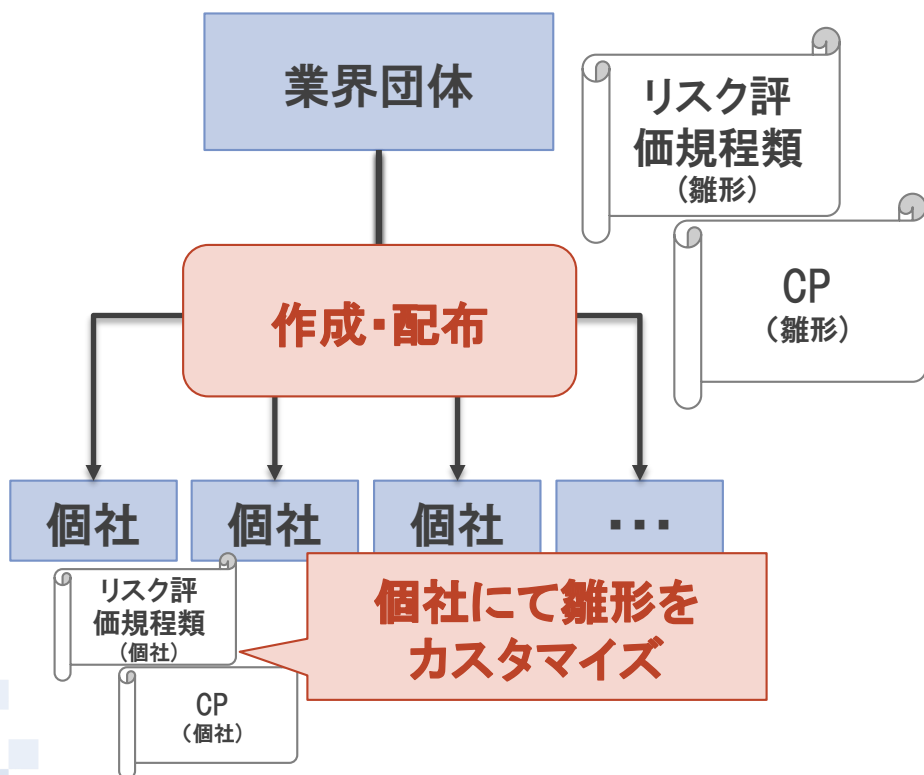 業界団体
リスク評
価規程類
（雛形）
CP
（雛形）
作成・配布
個社
個社
個社
・・・
リスク評
価規程類
（個社）
CP
（個社）
個社にて雛形を
カスタマイズ